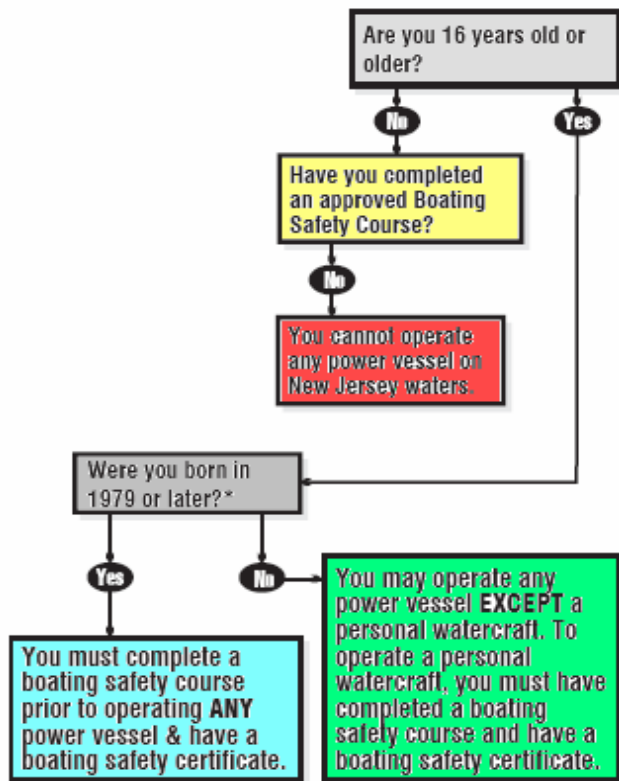 Are you 16 years old or
older?
No
Yes
Have you completed
an approved Boating
Safety Course?
No
You cannot operate
any power vessel on
New Jersey waters.
Were you born in
1979 or later?*
Yes
No
You must complete a
boating safety course
prior to operating ANY
power vessel & have a
boating safety certificate.
You may operate any
power vessel EXCEPT a
personal watercraft. To
operate a personal
watercraft, you must have
completed a boating
safety course and have a
boating safety certificate.